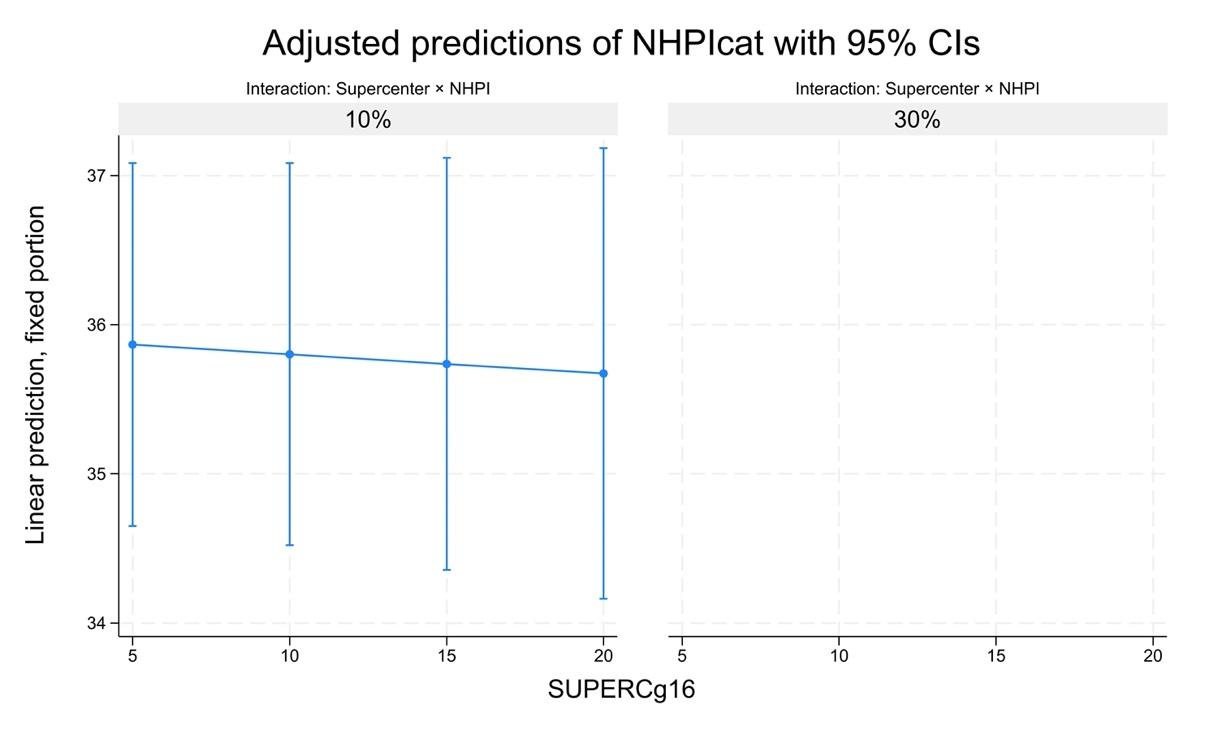 Adjusted predictions of NHPIcat with 95% CIs
Interaction: Supercenter × NHPI
10%
Interaction: Supercenter × NHPI
30%
Linear prediction, fixed portion
37
36
35
34
5 10 15 20
5 10 15 20
SUPERCg16